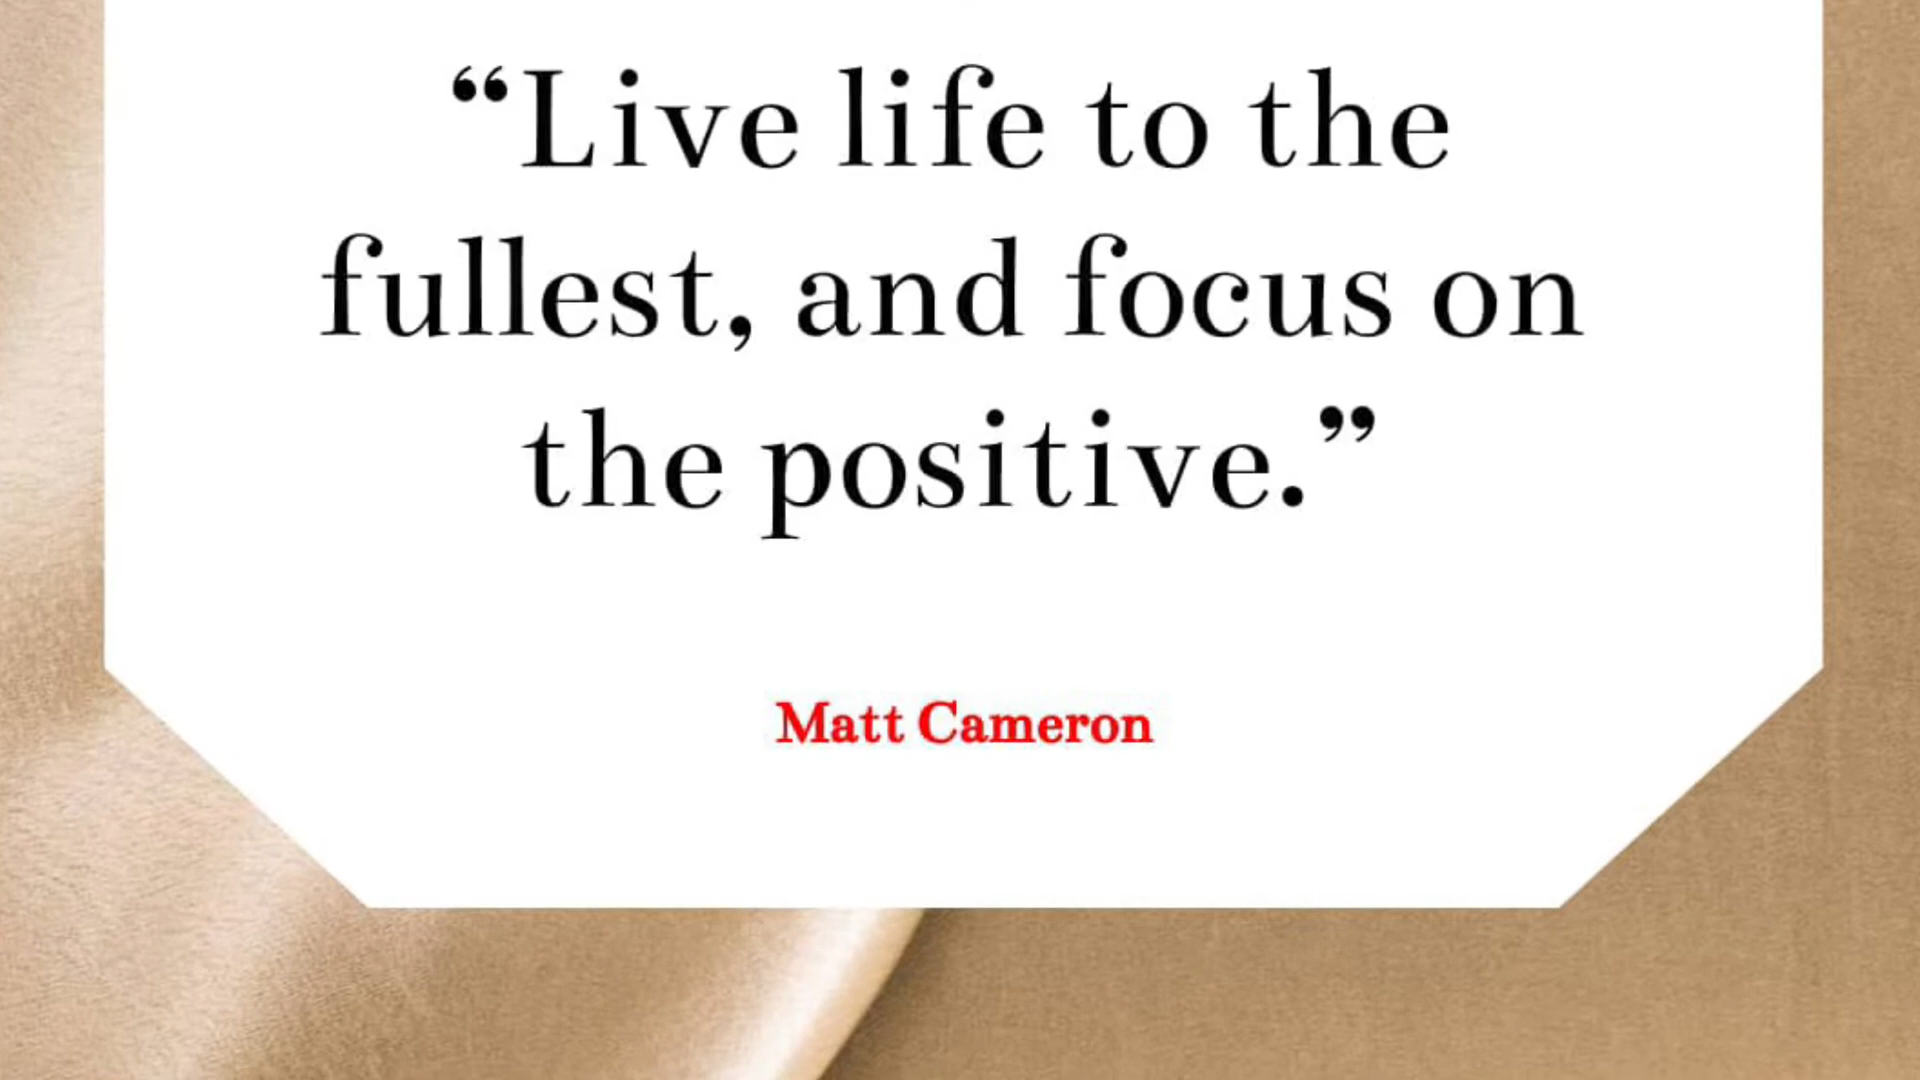 “Live life to the
fullest, and focus on
the positive.”
Matt Cameron